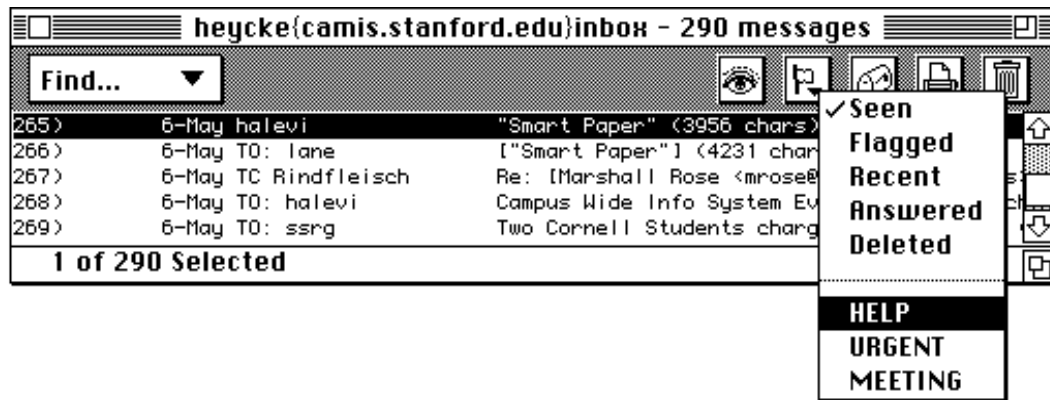 heycke{camis.stanford.edu}inbox - 290 messages
Find...
265) 6-May halevi "Smart Paper" (3956 chars)
266) 6-May TO: lane ["Smart Paper"] (4231 char
267) 6-May TC Rindfleisch Re: [Marshall Rose <mrose@
268) 6-May TO: halevi Campus Wide Info System Ev
269) 6-May TO: ssrg Two Cornell Students charg
1 of 290 Selected
✓Seen
Flagged
Recent
Answered
Deleted
HELP
URGENT
MEETING